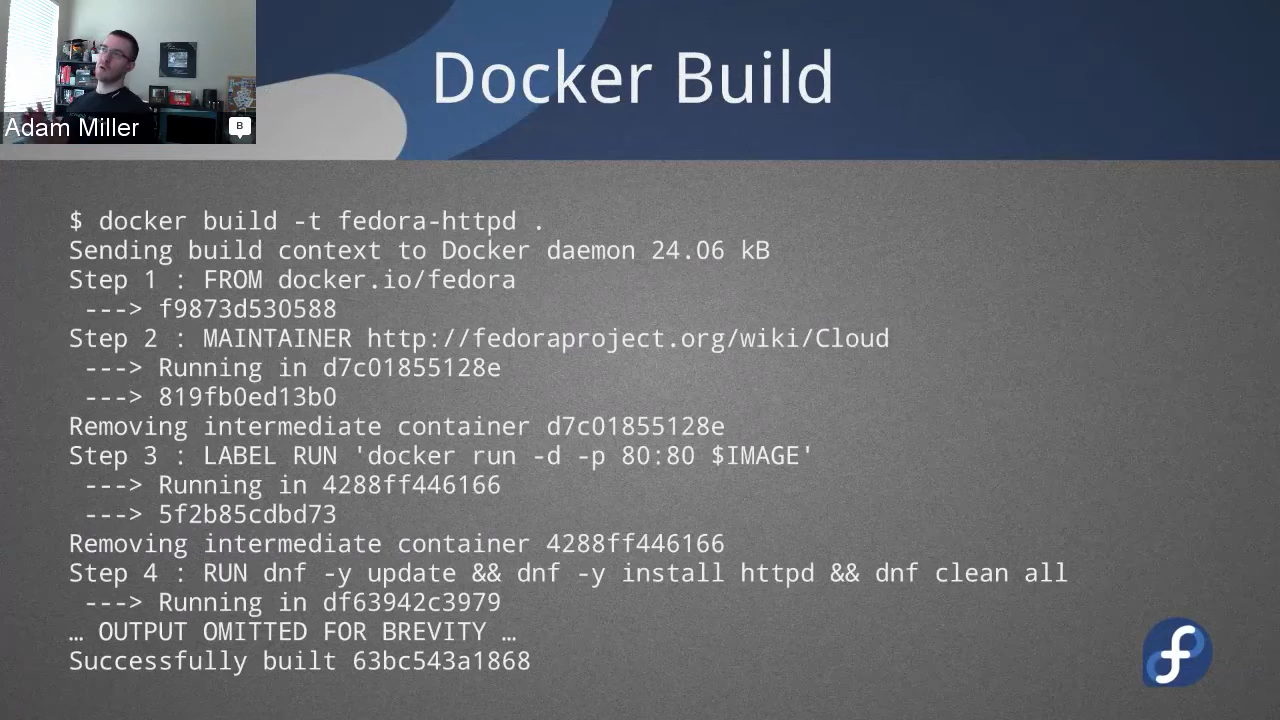 Docker Build
Adam Miller
B
$ docker build -t fedora-httpd .
Sending build context to Docker daemon 24.06 kB
Step 1 : FROM docker.io/fedora
---> f9873d530588
Step 2 : MAINTAINER http://fedoraproject.org/wiki/Cloud
---> Running in d7c01855128e
---> 819fb0ed13b0
Removing intermediate container d7c01855128e
Step 3 : LABEL RUN 'docker run -d -p 80:80 $IMAGE'
---> Running in 4288ff446166
---> 5f2b85cdbd73
Removing intermediate container 4288ff446166
Step 4 : RUN dnf -y update && dnf -y install httpd && dnf clean all
---> Running in df63942c3979
… OUTPUT OMITTED FOR BREVITY …
Successfully built 63bc543a1868